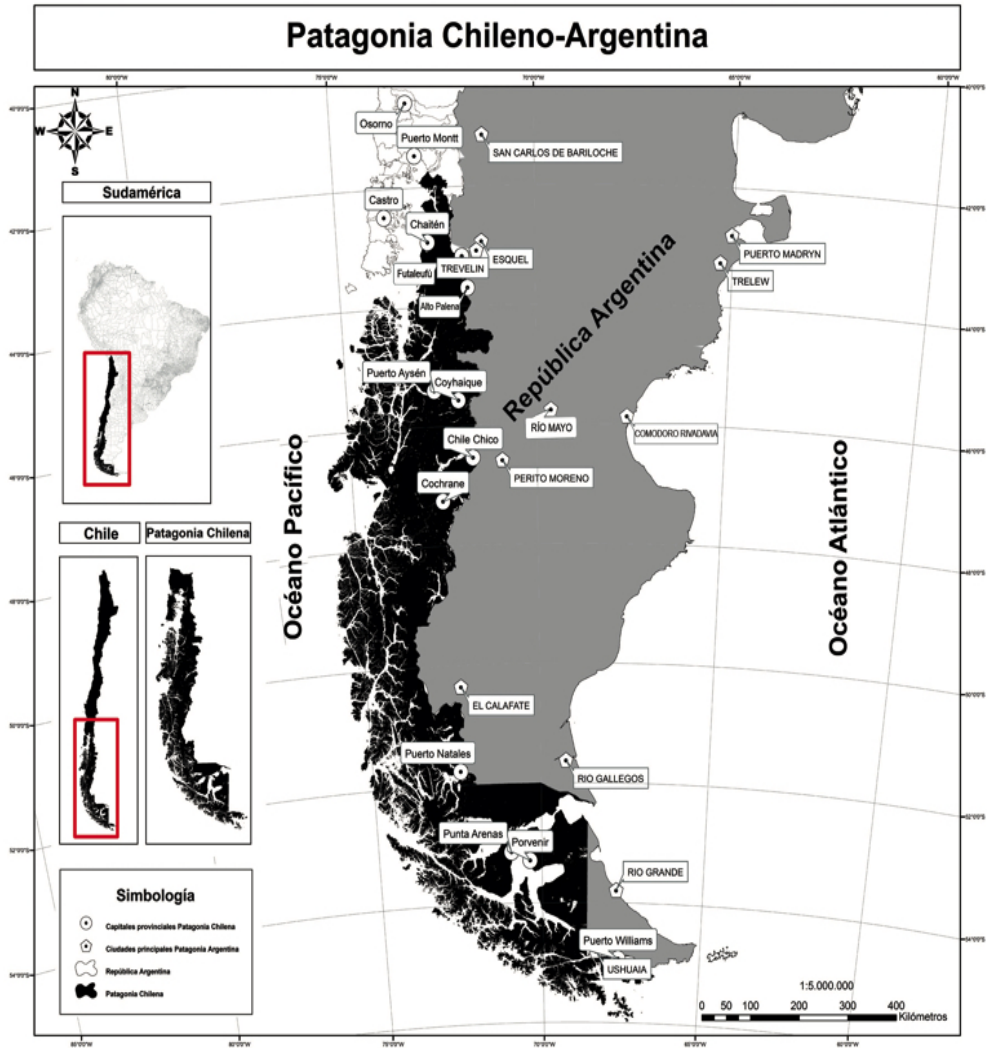 Patagonia Chileno-Argentina
N
W E
S
Sudamérica
Chile
Patagonia Chilena
Simbología
Capitales provinciales Patagonia Chilena
Ciudades principales Patagonia Argentina
República Argentina
Patagonia Chilena
Océano Pacífico
Océano Atlántico
República Argentina
Osorno
Puerto Montt
SAN CARLOS DE BARILOCHE
Castro
Chaitén
ESQUEL
TREVELIN
Futaleufú
Alto Palena
PUERTO MADRYN
TRELEW
Puerto Aysén
Coyhaique
RÍO MAYO
COMODORO RIVADAVIA
Chile Chico
PERITO MORENO
Cochrane
EL CALAFATE
Puerto Natales
RIO GALLEGOS
Punta Arenas
Porvenir
RIO GRANDE
Puerto Williams
USHUAIA
1:5.000.000
0 50 100 200 300 400
Kilómetros